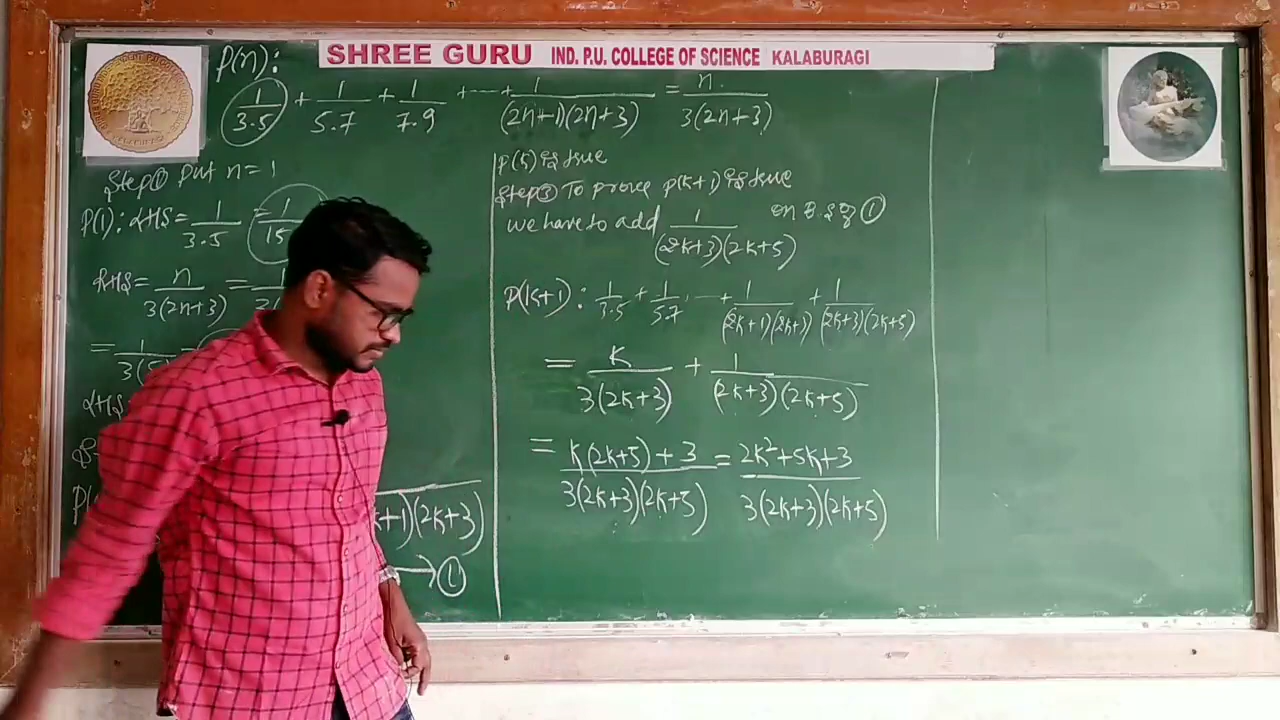 SHREE GURU IND. P.U. COLLEGE OF SCIENCE KALABURAGI
P(n):
1/3.5 + 1/5.7 + 1/7.9 + ---- + 1/(2n+1)(2n+3) = n/3(2n+3)
Step ① put n = 1
P(1): LHS = 1/3.5 = 1/15
RHS = n/3(2n+3) = 1
= 1/3(5) =
LHS
P(
k+1)(2k+3)
→ ①
P(k) is true
Step ③ To prove P(k+1) is true
we have to add 1/(2k+3)(2k+5) on B.S of ①
P(k+1): 1/3.5 + 1/5.7 + ---- + 1/(2k+1)(2k+3) + 1/(2k+3)(2k+5)
= k/3(2k+3) + 1/(2k+3)(2k+5)
= k(2k+5)+3/3(2k+3)(2k+5) = 2k²+5k+3/3(2k+3)(2k+5)